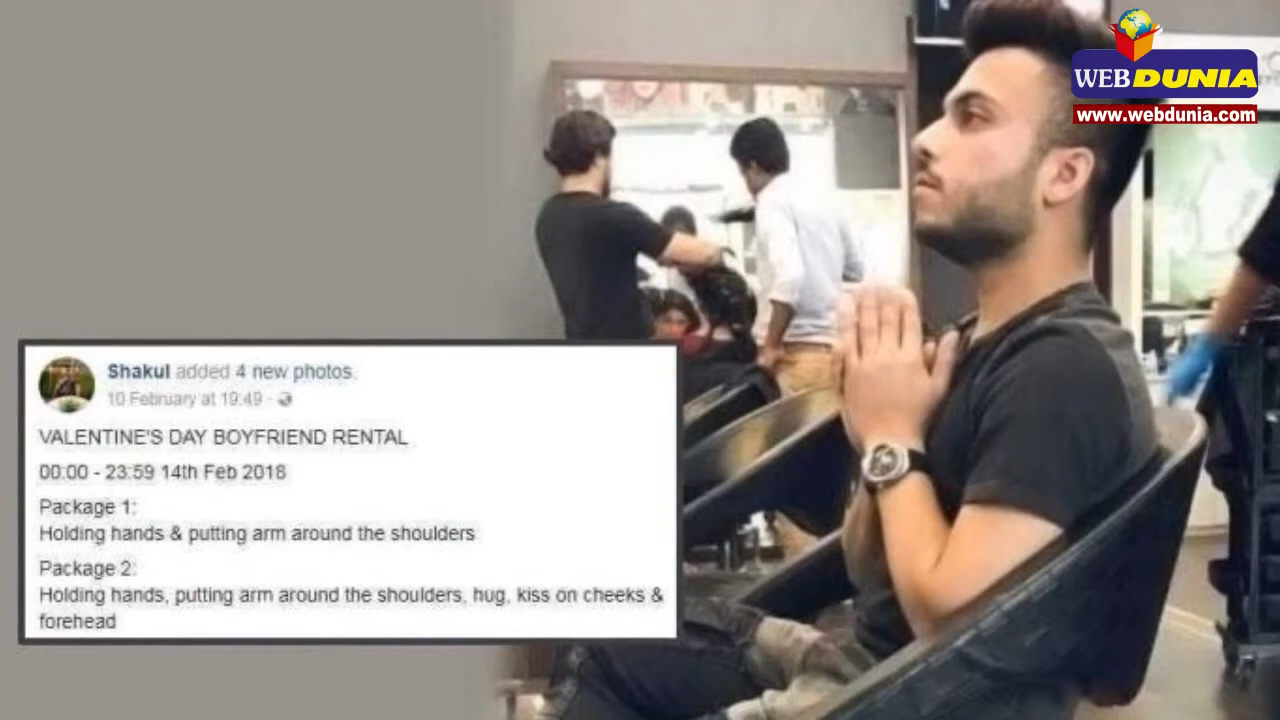 WEBDUNIA
www.webdunia.com
Shakul added 4 new photos.
10 February at 19:49 ·
VALENTINE'S DAY BOYFRIEND RENTAL
00:00 - 23:59 14th Feb 2018
Package 1:
Holding hands & putting arm around the shoulders
Package 2:
Holding hands, putting arm around the shoulders, hug, kiss on cheeks &
forehead